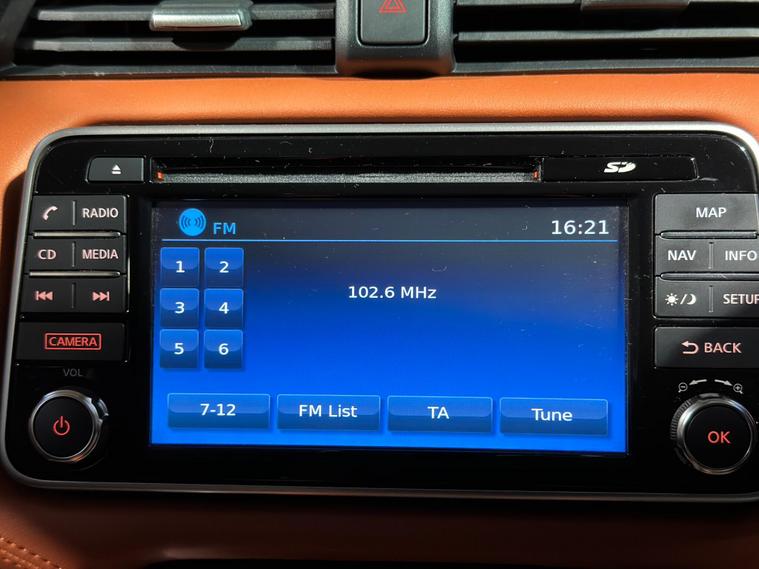 SD
RADIO
MAP
FM
16:21
CD
MEDIA
NAV
INFO
1
2
102.6 MHz
3
4
SETUP
5
6
CAMERA
BACK
VOL
7-12
FM List
TA
Tune
OK